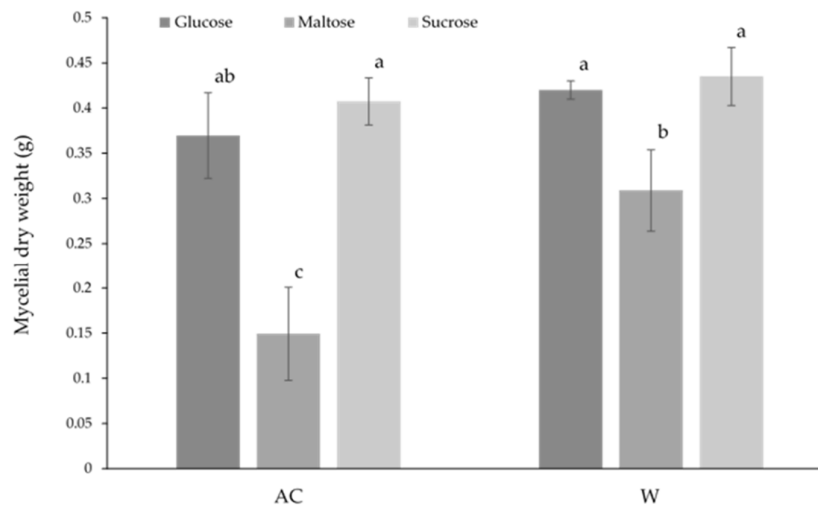 Glucose Maltose Sucrose
Mycelial dry weight (g)
0.5
0.45
0.4
0.35
0.3
0.25
0.2
0.15
0.1
0.05
0
ab
c
a
a
b
a
AC W